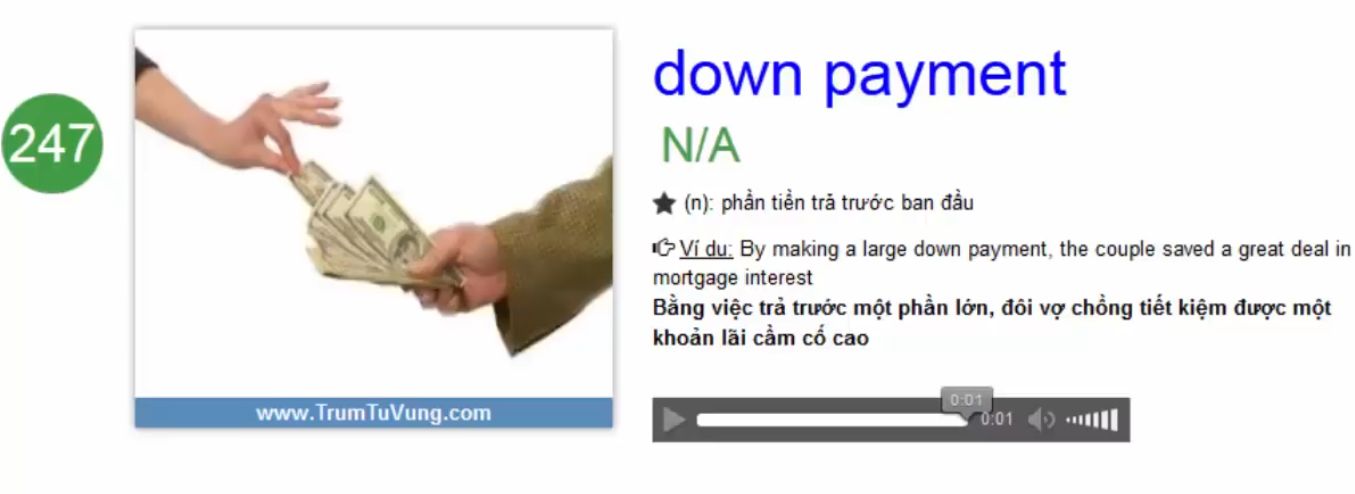 247
down payment
N/A
(n): phần tiền trả trước ban đầu
Ví du: By making a large down payment, the couple saved a great deal in
mortgage interest
Bằng việc trả trước một phần lớn, đôi vợ chồng tiết kiệm được một
khoản lãi cầm cố cao
www.TrumTuVung.com
0:01
0:01